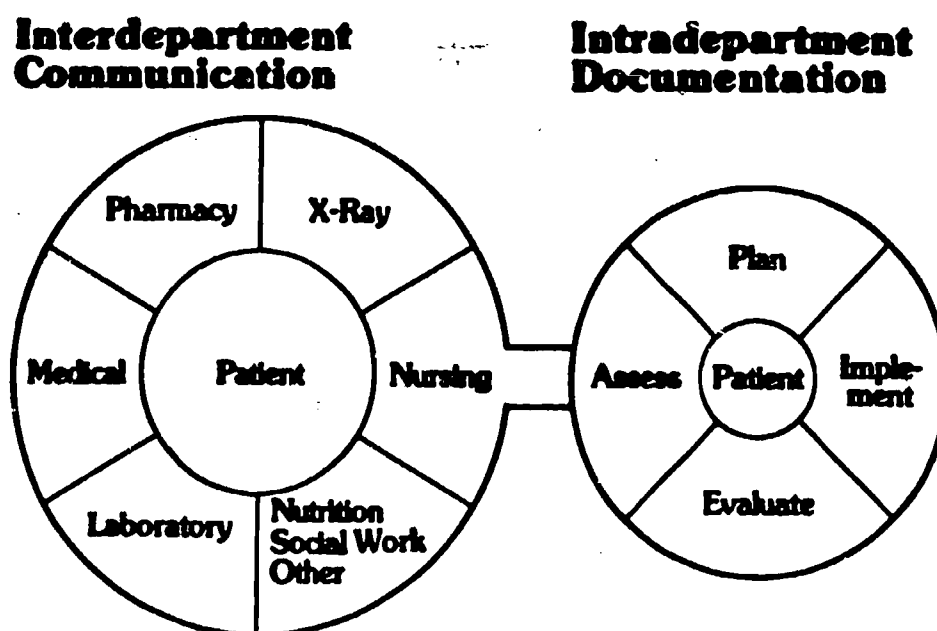 Interdepartment
Communication
Intradepartment
Documentation
Pharmacy
X-Ray
Medical
Patient
Nursing
Laboratory
Nutrition
Social Work
Other
Plan
Assess
Patient
Imple-
ment
Evaluate